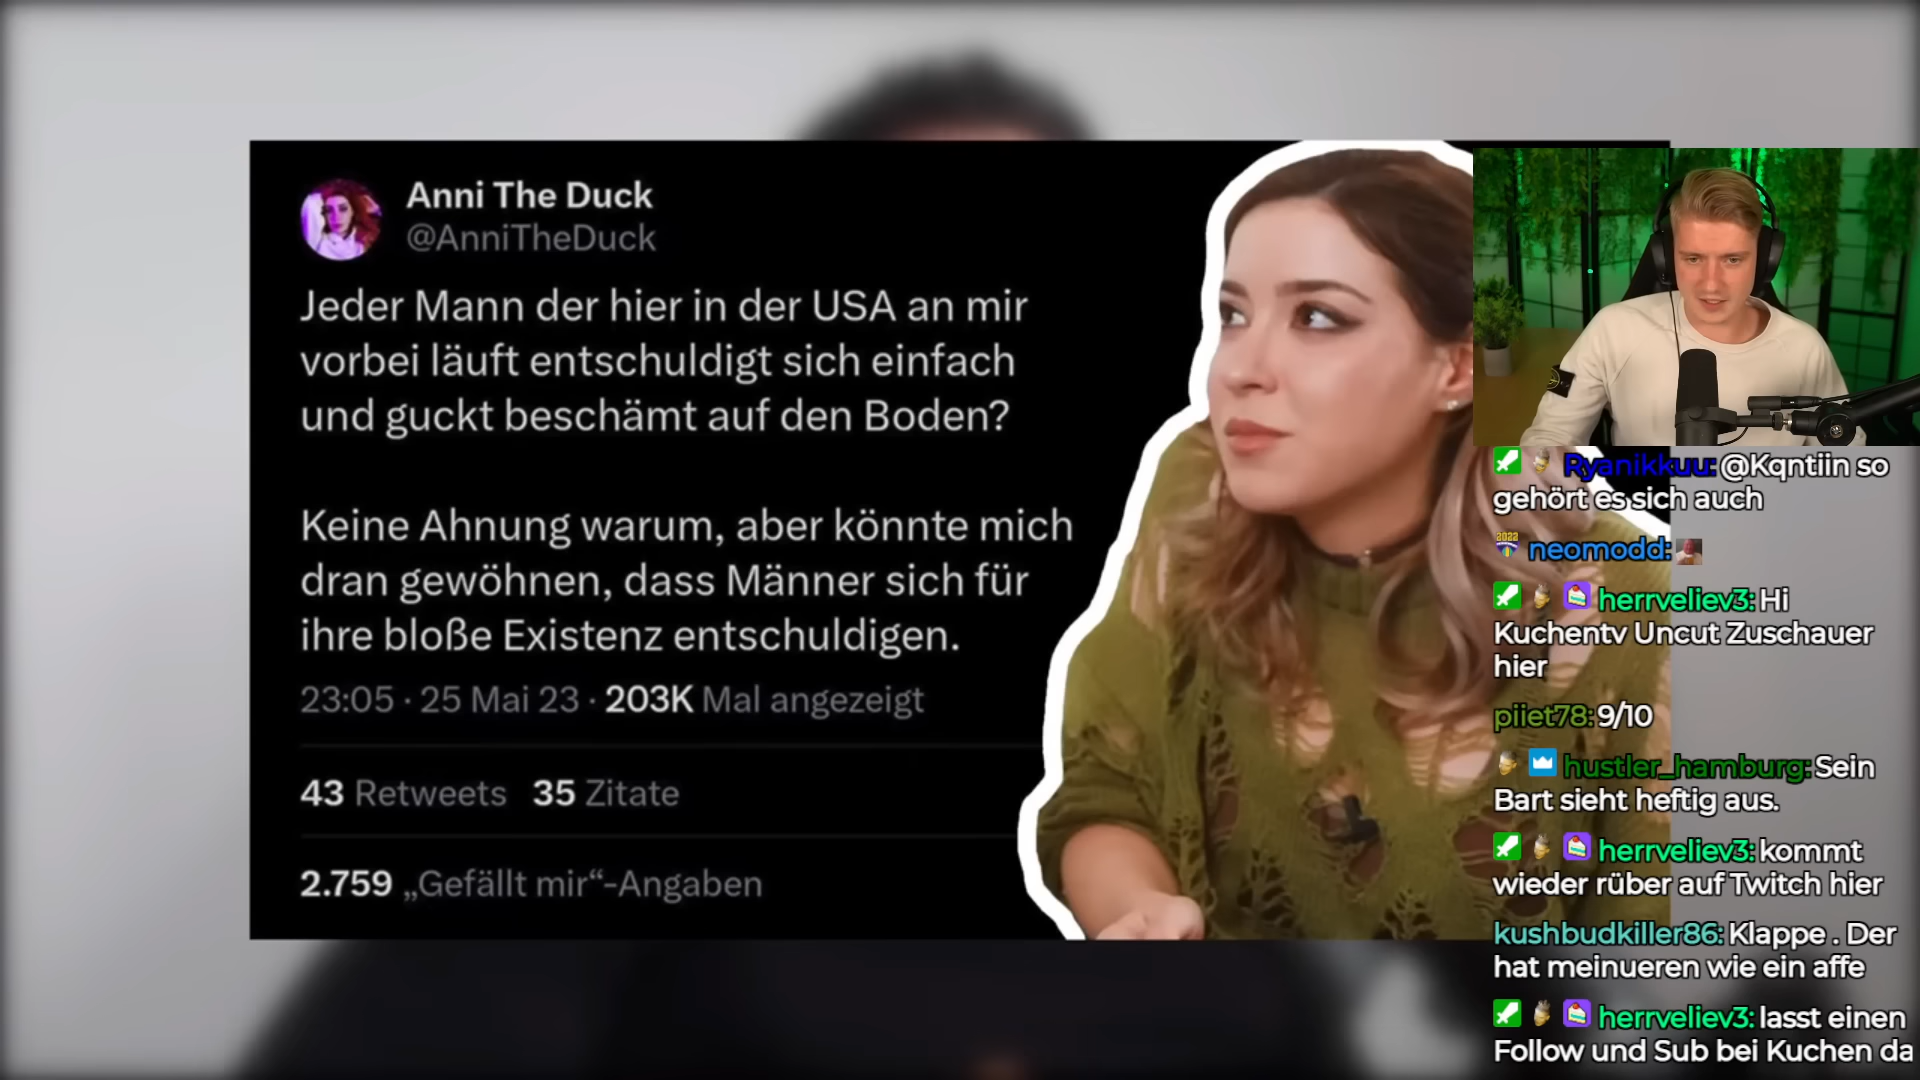 Anni The Duck
@AnniTheDuck
Jeder Mann der hier in der USA an mir
vorbei läuft entschuldigt sich einfach
und guckt beschämt auf den Boden?
Keine Ahnung warum, aber könnte mich
dran gewöhnen, dass Männer sich für
ihre bloße Existenz entschuldigen.
23:05 · 25 Mai 23 · 203K Mal angezeigt
43 Retweets 35 Zitate
2.759 „Gefällt mir“-Angaben
Ryanikkuu: @Kqntiin so
gehört es sich auch
2022
neomodd:
herrveliev3: Hi
Kuchentv Uncut Zuschauer
hier
piiet78: 9/10
hustler_hamburg: Sein
Bart sieht heftig aus.
herrveliev3: kommt
wieder rüber auf Twitch hier
kushbudkiller86: Klappe . Der
hat meinueren wie ein affe
herrveliev3: lasst einen
Follow und Sub bei Kuchen da